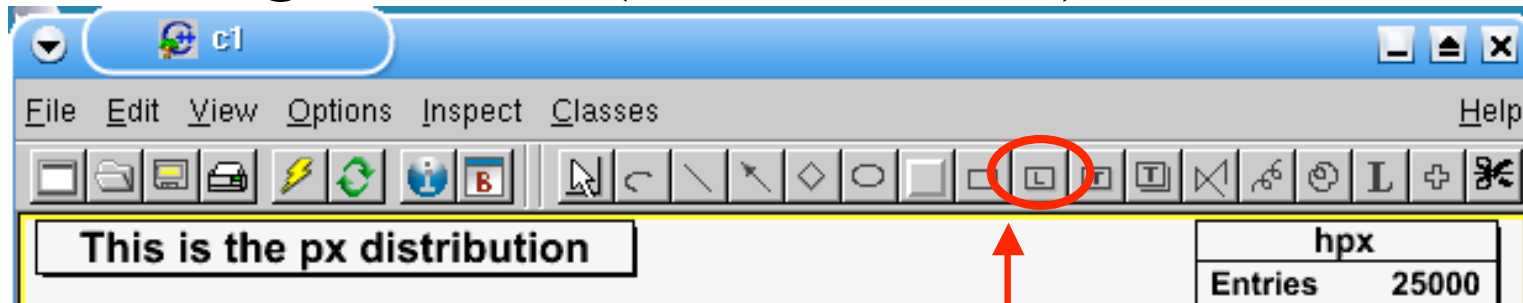 c1
File Edit View Options Inspect Classes Help
B L T T L
This is the px distribution
hpx
Entries 25000